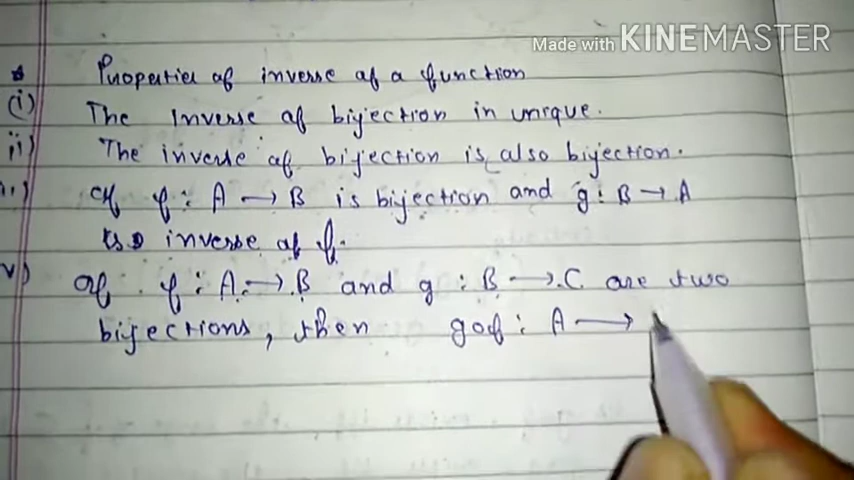 Made with KINEMASTER
Properties of inverse of a function
(i) The Inverse of bijection in unique.
ii) The inverse of bijection is also bijection.
If f : A → B is bijection and g : B → A
is inverse of f.
v) If f : A → B and g : B → C are two
bijections, then gof : A →